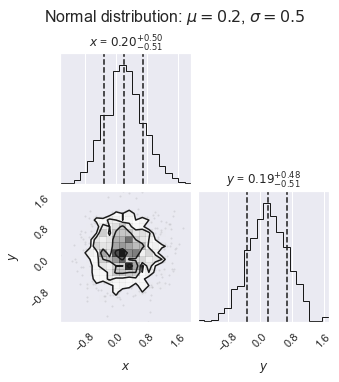 Normal distribution: μ = 0.2, σ = 0.5
x = 0.20+0.50−0.51
y = 0.19+0.48−0.51
1.6
0.8
0.0
−0.8
y
−0.8 0.0 0.8 1.6
−0.8 0.0 0.8 1.6
x
y